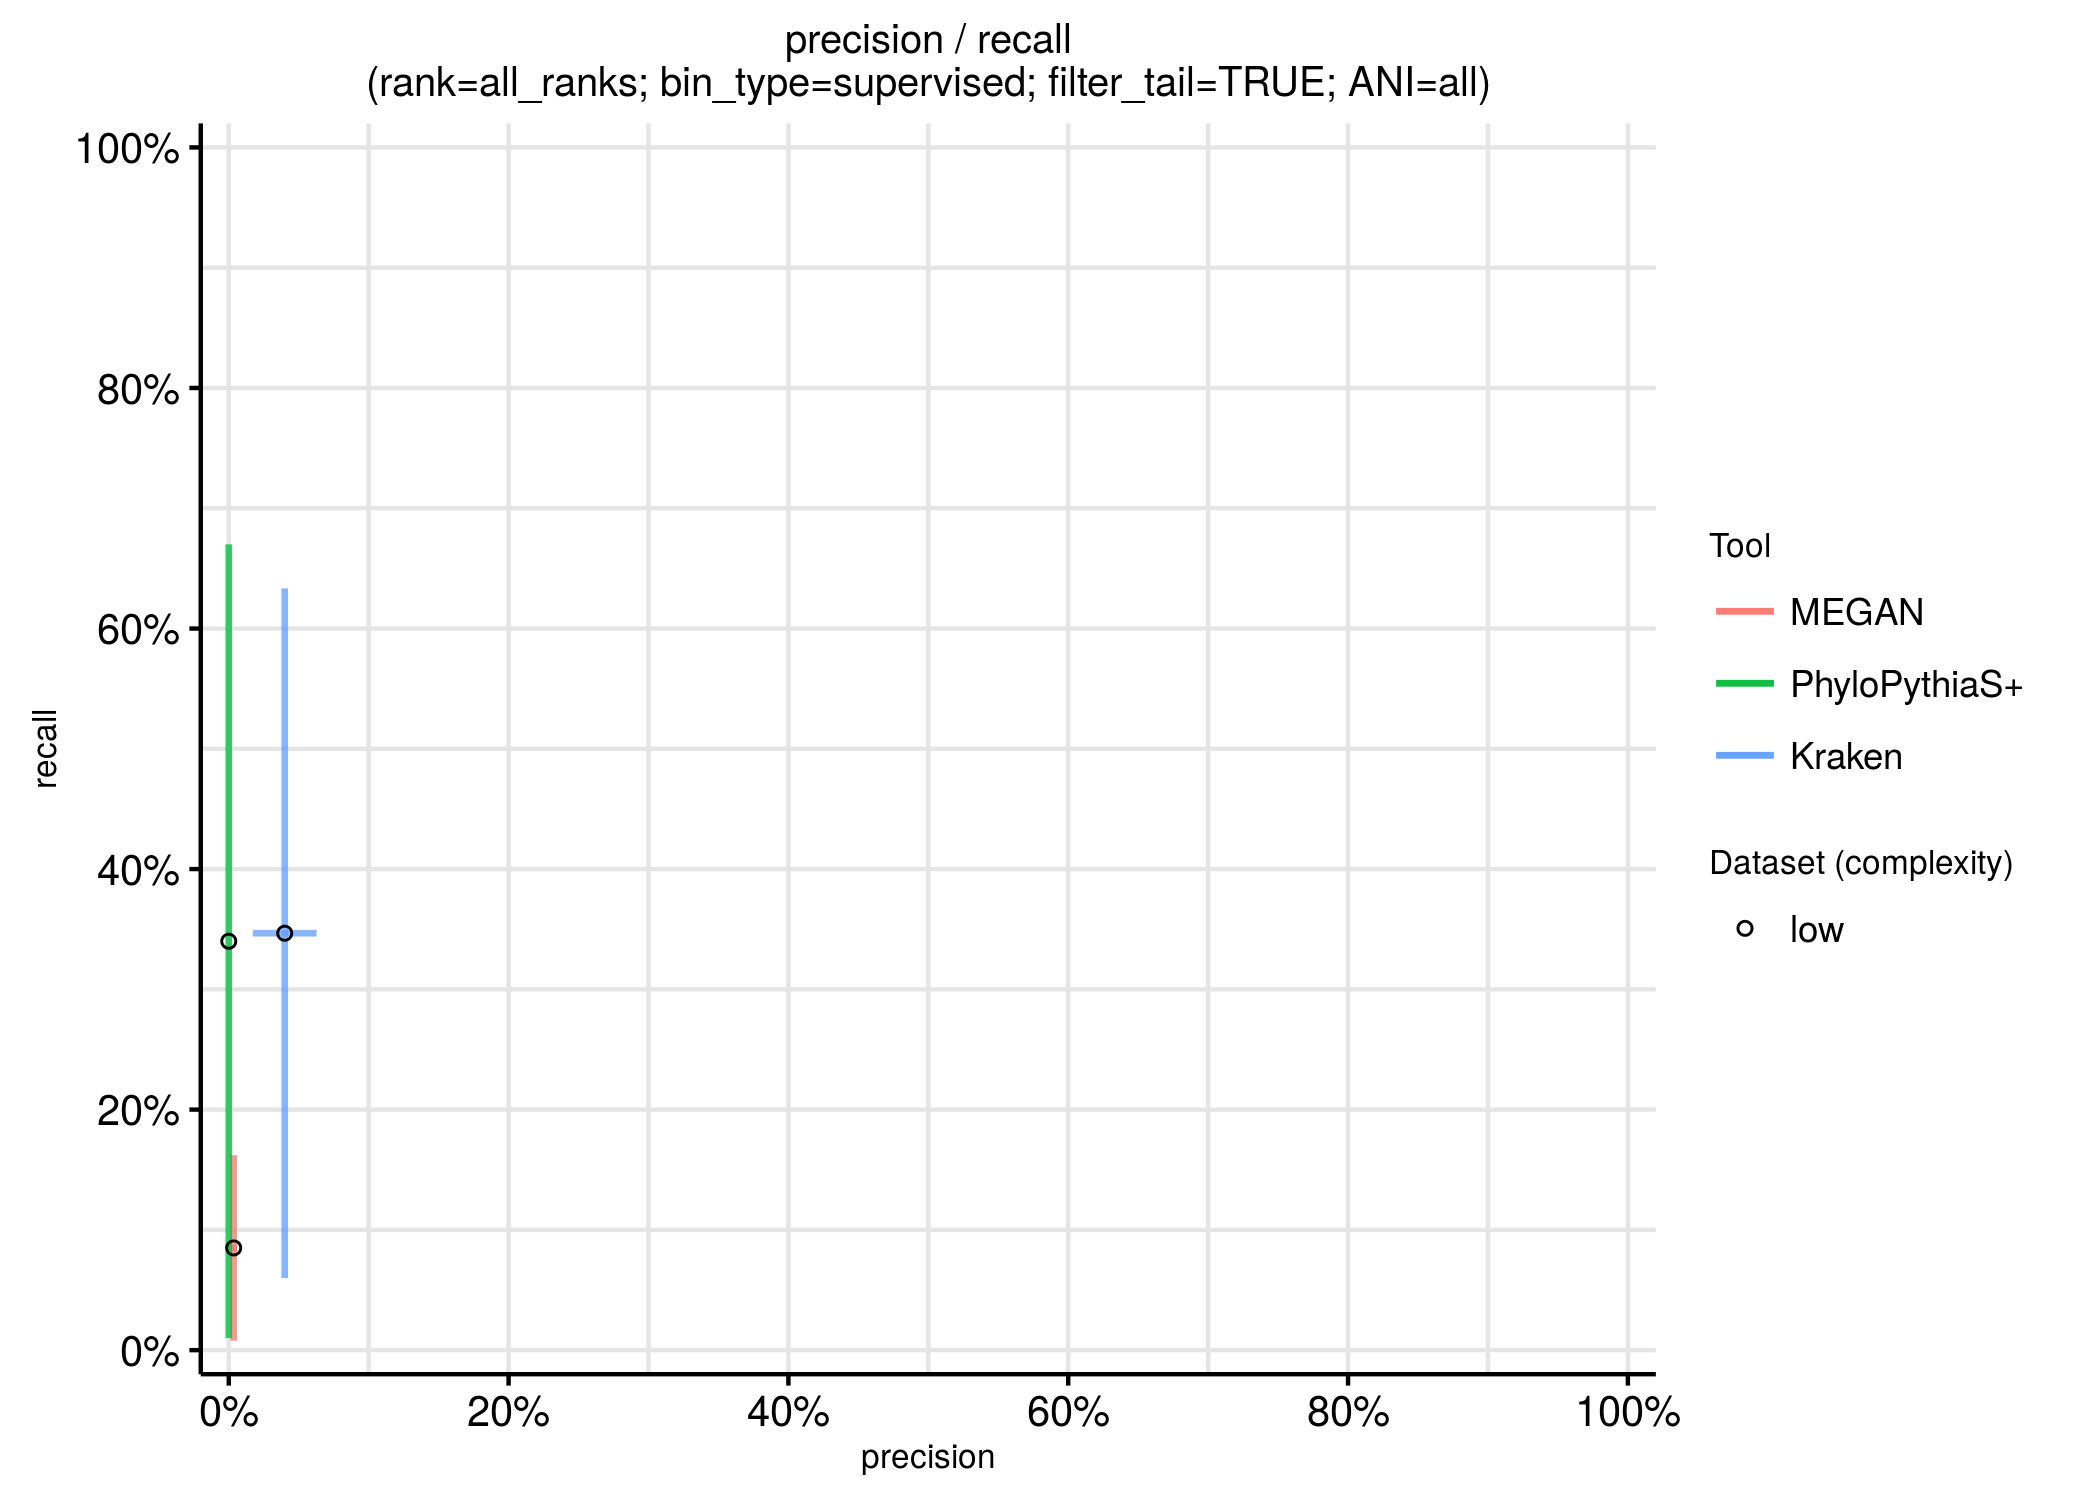 precision / recall
(rank=all_ranks; bin_type=supervised; filter_tail=TRUE; ANI=all)
100%
80%
60%
40%
20%
0%
recall
0% 20% 40% 60% 80% 100%
precision
Tool
MEGAN
PhyloPythiaS+
Kraken
Dataset (complexity)
low